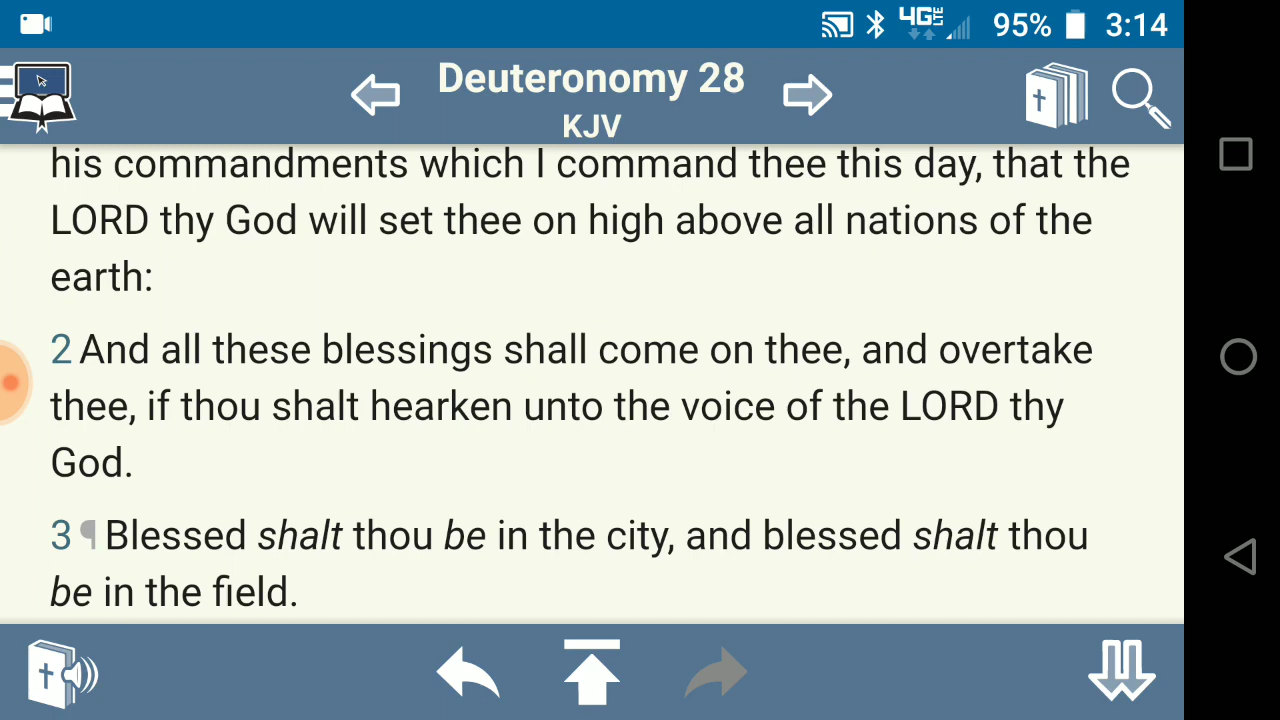 4G LTE 95% 3:14
Deuteronomy 28
KJV
his commandments which I command thee this day, that the
LORD thy God will set thee on high above all nations of the
earth:
2 And all these blessings shall come on thee, and overtake
thee, if thou shalt hearken unto the voice of the LORD thy
God.
3 ¶ Blessed shalt thou be in the city, and blessed shalt thou
be in the field.